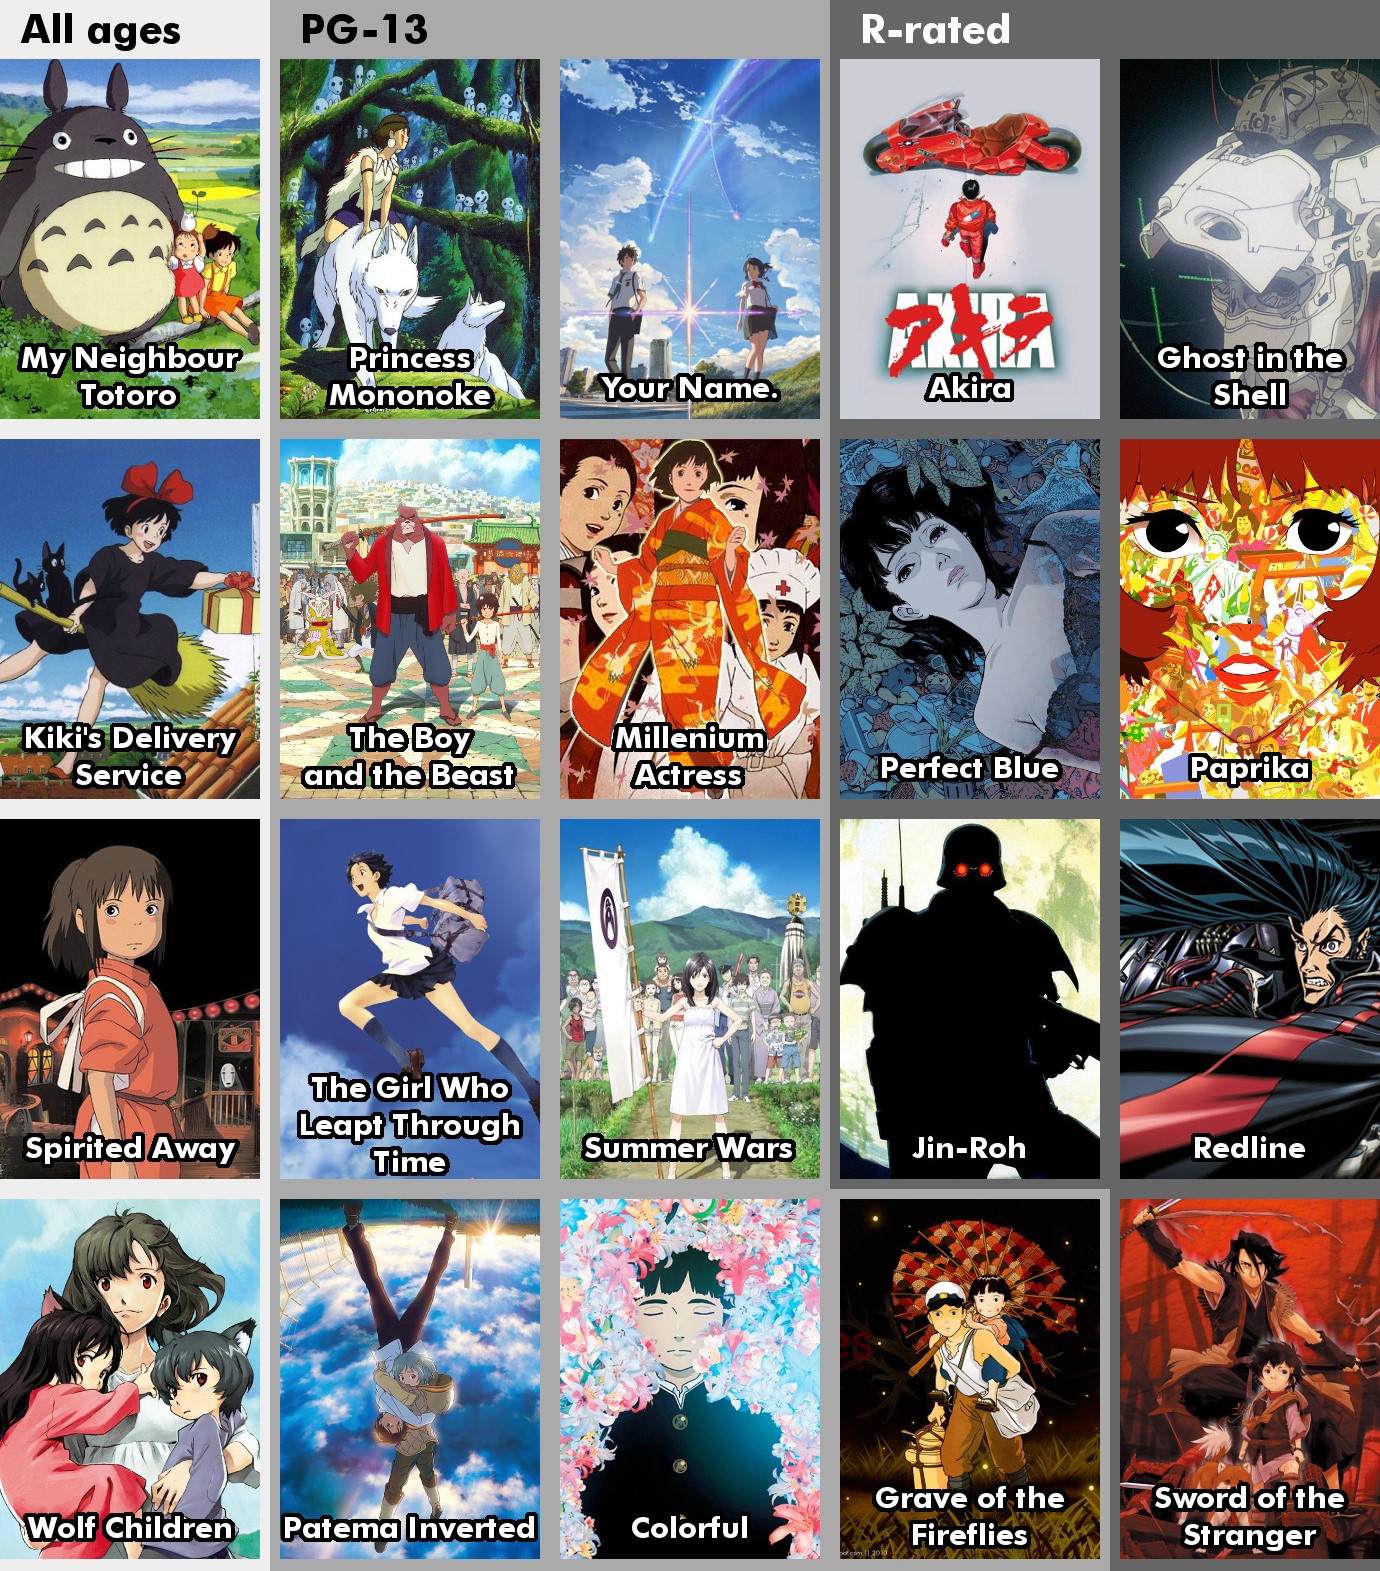 All ages
PG-13
R-rated
My Neighbour
Totoro
Princess
Mononoke
Your Name.
AKIRA
アキラ
Akira
Ghost in the
Shell
Kiki's Delivery
Service
The Boy
and the Beast
Millenium
Actress
Perfect Blue
Paprika
Spirited Away
The Girl Who
Leapt Through
Time
Summer Wars
Jin-Roh
Redline
Wolf Children
Patema Inverted
Colorful
Grave of the
Fireflies
Sword of the
Stranger